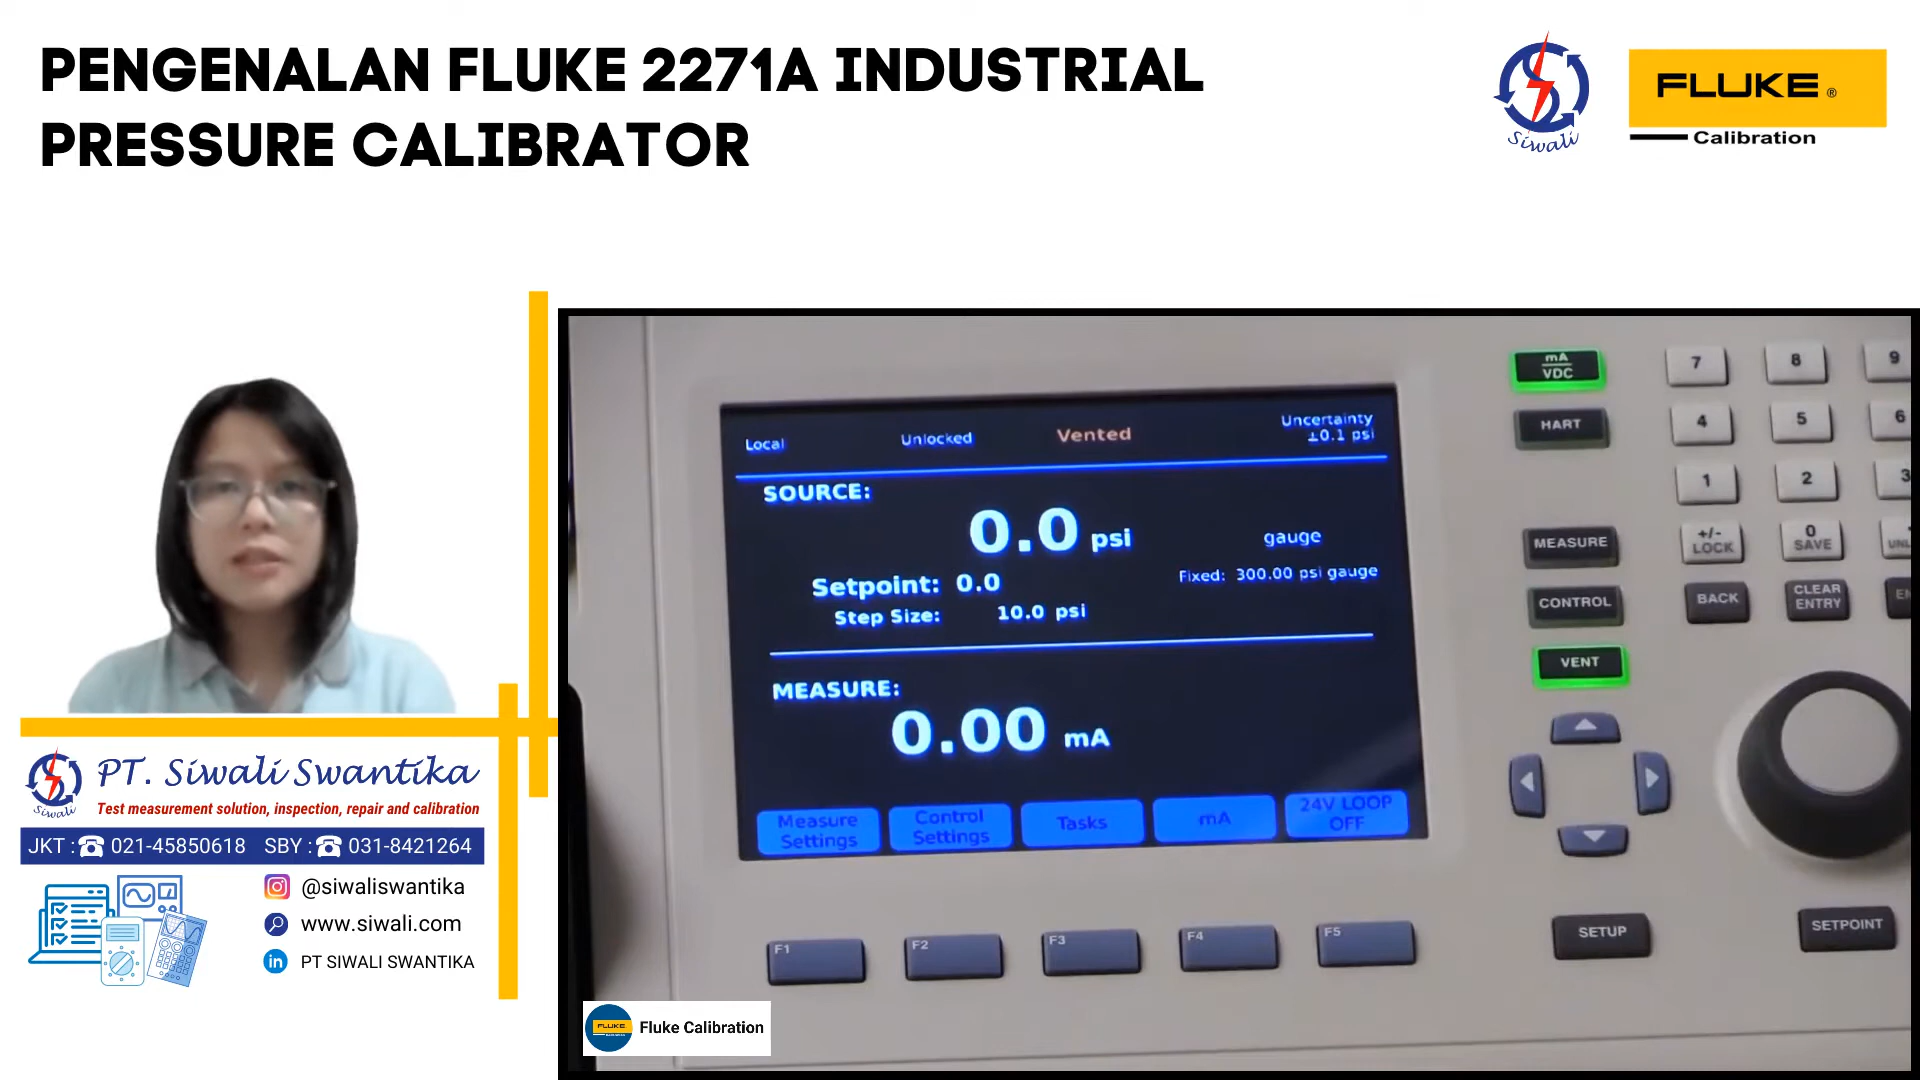 PENGENALAN FLUKE 2271A INDUSTRIAL
PRESSURE CALIBRATOR
Siwali
FLUKE ®
Calibration
Local Unlocked Vented Uncertainty
±0.1 psi
SOURCE:
0.0 psi gauge
Setpoint: 0.0 Fixed: 300.00 psi gauge
Step Size: 10.0 psi
MEASURE:
0.00 mA
Measure
Settings
Control
Settings
Tasks
mA
24V LOOP
OFF
F1 F2 F3 F4 F5
mA
VDC
HART
MEASURE
CONTROL
VENT
SETUP
SETPOINT
7 8 9
4 5 6
1 2 3
+/-
LOCK
0
SAVE
BACK
CLEAR
ENTRY
Siwali
PT. Siwali Swantika
Test measurement solution, inspection, repair and calibration
JKT : 021-45850618 SBY : 031-8421264
@siwaliswantika
www.siwali.com
in PT SIWALI SWANTIKA
FLUKE
Fluke Calibration